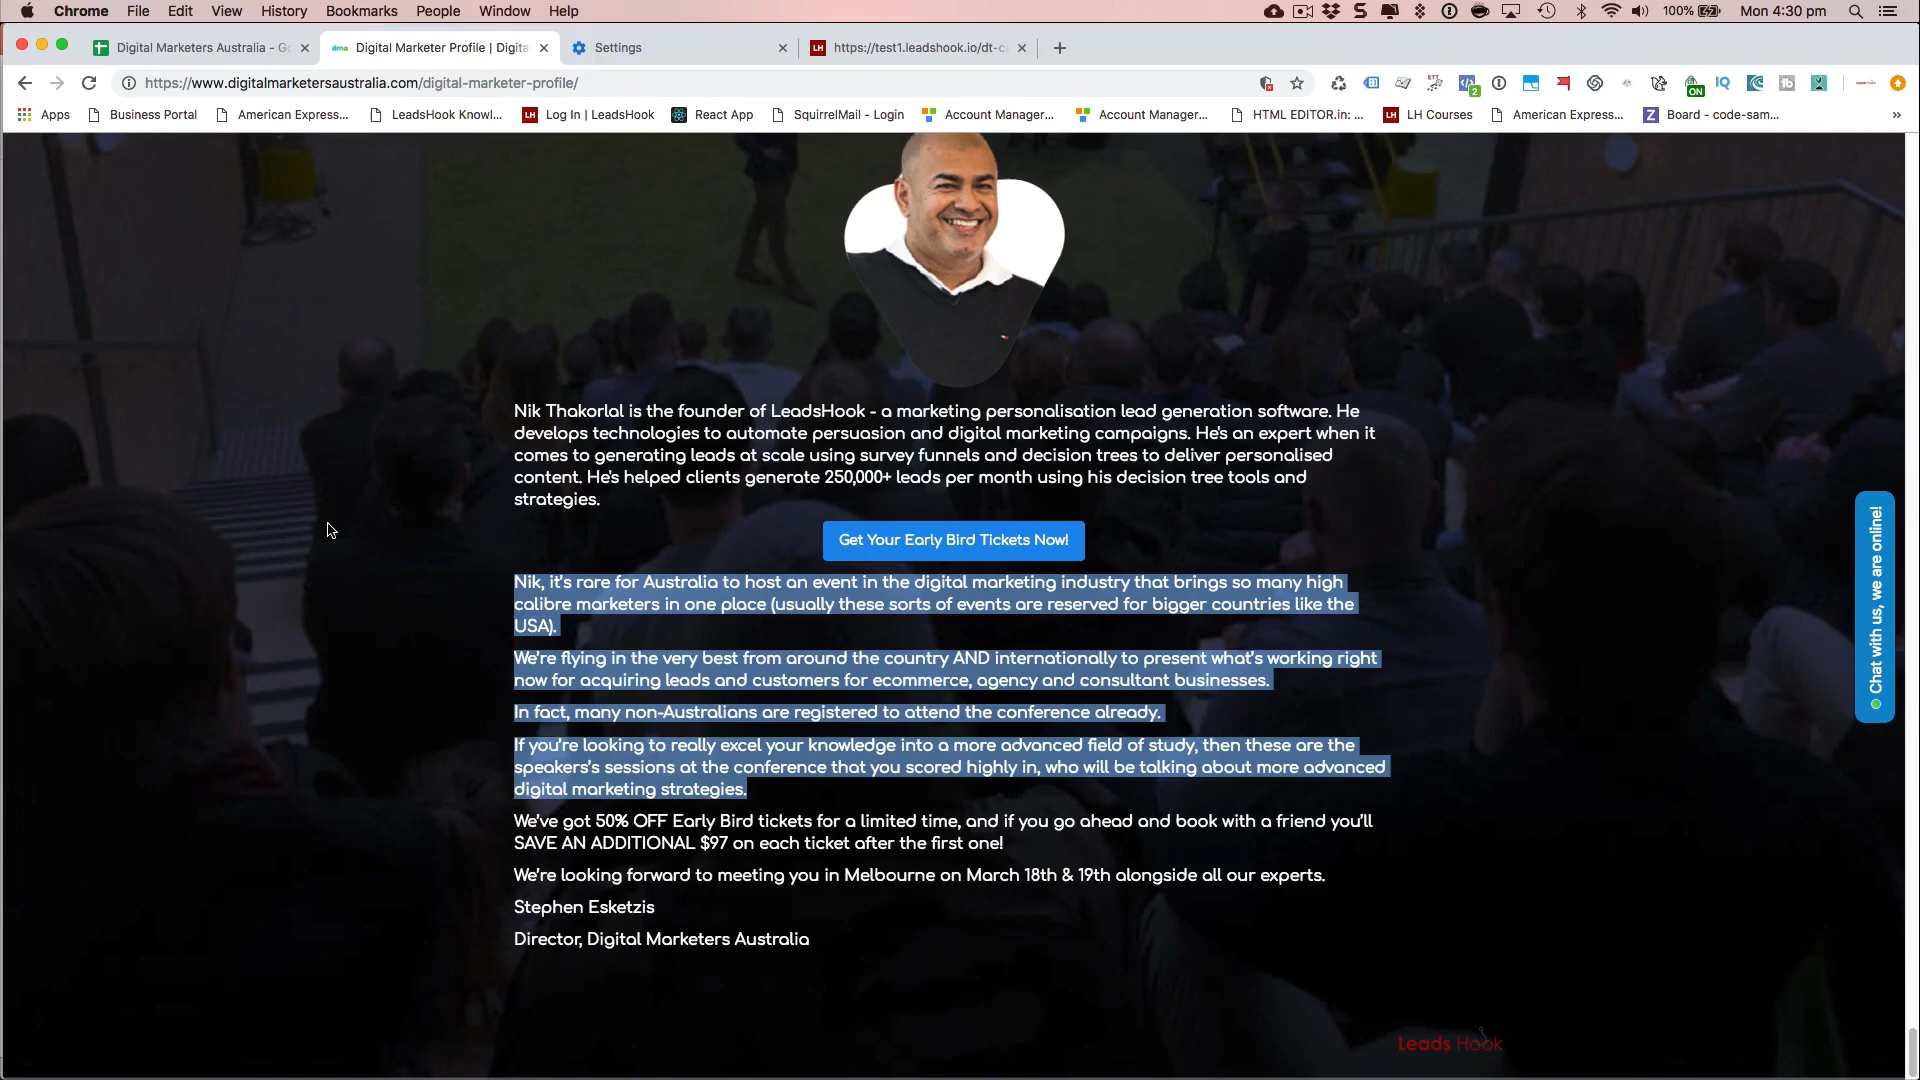 Chrome File Edit View History Bookmarks People Window Help 100% Mon 4:30 pm
Digital Marketers Australia - Go
Digital Marketer Profile | Digita
Settings
https://test1.leadshook.io/dt-c
https://www.digitalmarketersaustralia.com/digital-marketer-profile/
Apps Business Portal American Express... LeadsHook Knowl... LH Log In | LeadsHook React App SquirrelMail - Login Account Manager... Account Manager... HTML EDITOR.in: ... LH LH Courses American Express... Z Board - code-sam... »
Nik Thakorlal is the founder of LeadsHook - a marketing personalisation lead generation software. He
develops technologies to automate persuasion and digital marketing campaigns. He's an expert when it
comes to generating leads at scale using survey funnels and decision trees to deliver personalised
content. He's helped clients generate 250,000+ leads per month using his decision tree tools and
strategies.
Get Your Early Bird Tickets Now!
Nik, it's rare for Australia to host an event in the digital marketing industry that brings so many high
calibre marketers in one place (usually these sorts of events are reserved for bigger countries like the
USA).
We're flying in the very best from around the country AND internationally to present what's working right
now for acquiring leads and customers for ecommerce, agency and consultant businesses.
In fact, many non-Australians are registered to attend the conference already.
If you're looking to really excel your knowledge into a more advanced field of study, then these are the
speakers's sessions at the conference that you scored highly in, who will be talking about more advanced
digital marketing strategies.
We've got 50% OFF Early Bird tickets for a limited time, and if you go ahead and book with a friend you'll
SAVE AN ADDITIONAL $97 on each ticket after the first one!
We're looking forward to meeting you in Melbourne on March 18th & 19th alongside all our experts.
Stephen Esketzis
Director, Digital Marketers Australia
Chat with us, we are online!
Leads Hook